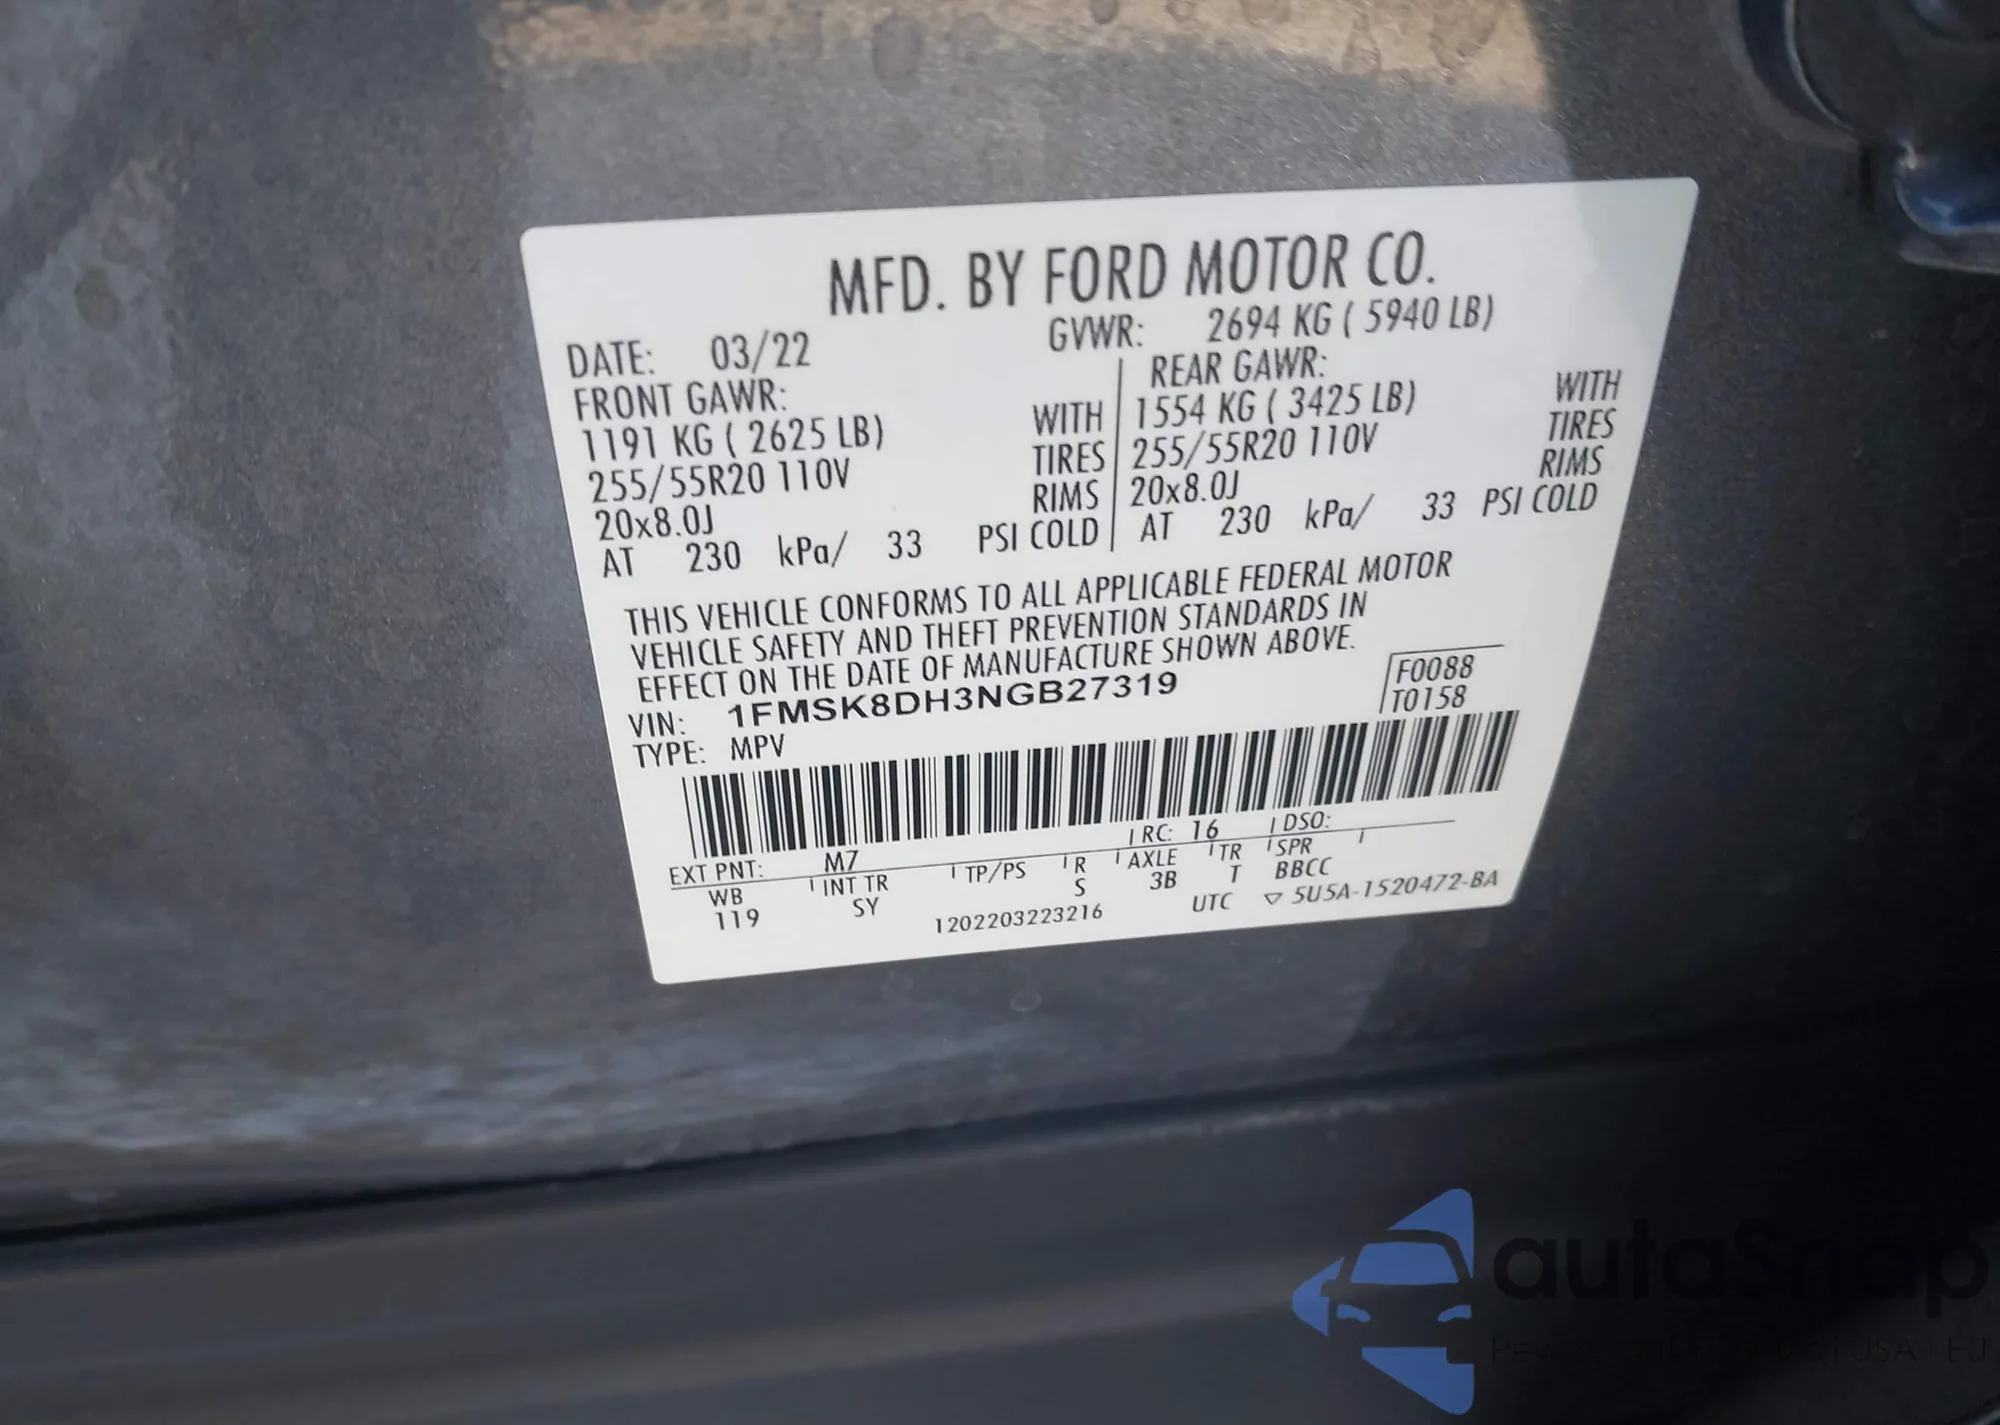 MFD. BY FORD MOTOR CO.
DATE: 03/22 GVWR: 2694 KG ( 5940 LB)
FRONT GAWR: REAR GAWR:
1191 KG ( 2625 LB) WITH 1554 KG ( 3425 LB) WITH
255/55R20 110V TIRES 255/55R20 110V TIRES
20x8.0J RIMS 20x8.0J RIMS
AT 230 kPa/ 33 PSI COLD AT 230 kPa/ 33 PSI COLD
THIS VEHICLE CONFORMS TO ALL APPLICABLE FEDERAL MOTOR
VEHICLE SAFETY AND THEFT PREVENTION STANDARDS IN
EFFECT ON THE DATE OF MANUFACTURE SHOWN ABOVE.
VIN: 1FMSK8DH3NGB27319 F0088
TYPE: MPV T0158
EXT PNT: M7 RC: 16 DSO:
WB INT TR TP/PS R AXLE TR SPR
119 SY S 3B T BBCC
1202203223216 UTC ▽ 5U5A-1520472-BA
autaSnap